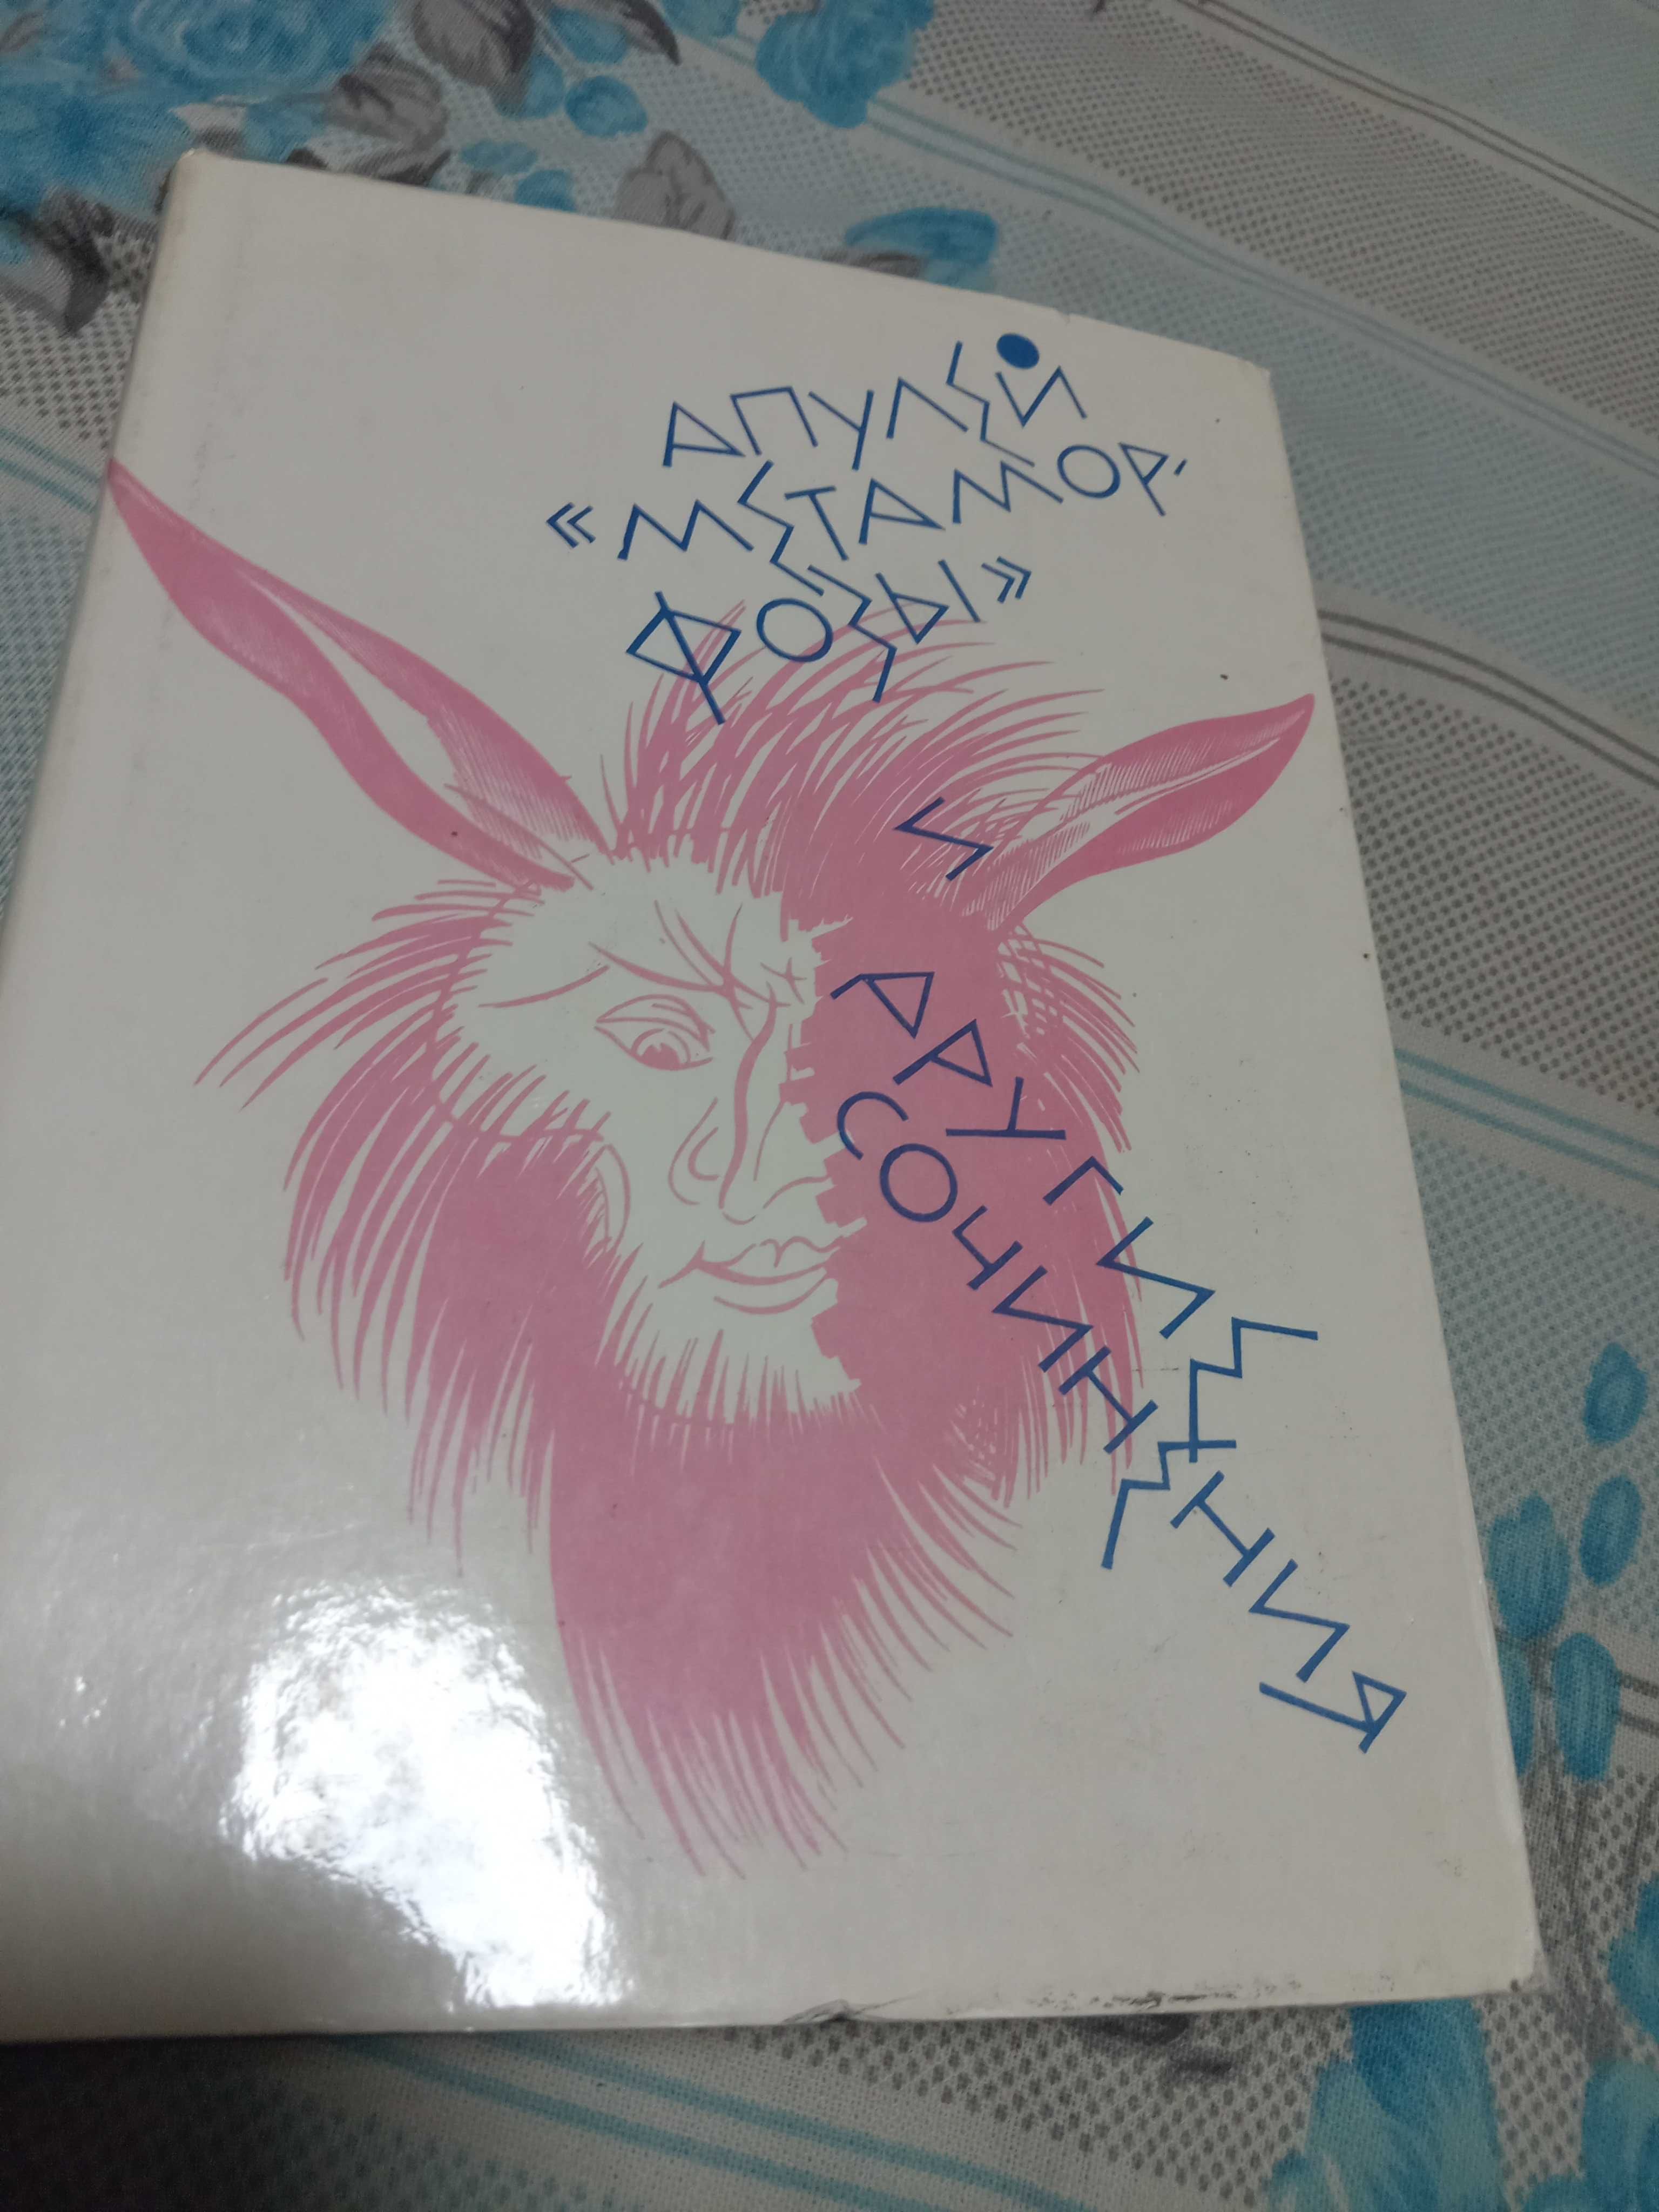 АПУЛЕЙ
«МЕТАМОР-
ФОЗЫ»
И
ДРУГИЕ
СОЧИНЕНИЯ